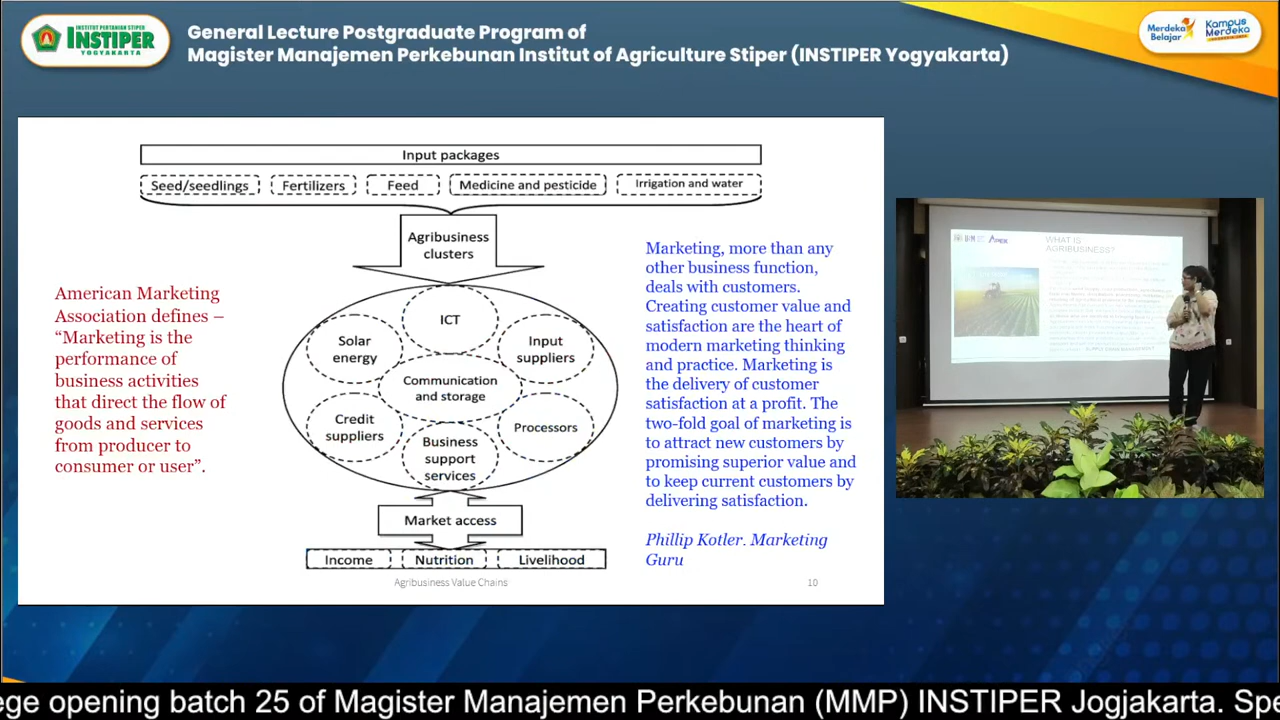 INSTITUT PERTANIAN STIPER
INSTIPER
YOGYAKARTA
General Lecture Postgraduate Program of
Magister Manajemen Perkebunan Institut of Agriculture Stiper (INSTIPER Yogyakarta)
Merdeka
Belajar
Kampus
Merdeka
Input packages
Seed/seedlings
Fertilizers
Feed
Medicine and pesticide
Irrigation and water
Agribusiness
clusters
American Marketing
Association defines –
“Marketing is the
performance of
business activities
that direct the flow of
goods and services
from producer to
consumer or user”.
ICT
Solar
energy
Input
suppliers
Communication
and storage
Credit
suppliers
Processors
Business
support
services
Market access
Income
Nutrition
Livelihood
Marketing, more than any
other business function,
deals with customers.
Creating customer value and
satisfaction are the heart of
modern marketing thinking
and practice. Marketing is
the delivery of customer
satisfaction at a profit. The
two-fold goal of marketing is
to attract new customers by
promising superior value and
to keep current customers by
delivering satisfaction.
Phillip Kotler. Marketing
Guru
Agribusiness Value Chains
10
WHAT IS
AGRIBUSINESS?
ege opening batch 25 of Magister Manajemen Perkebunan (MMP) INSTIPER Jogjakarta. Spe